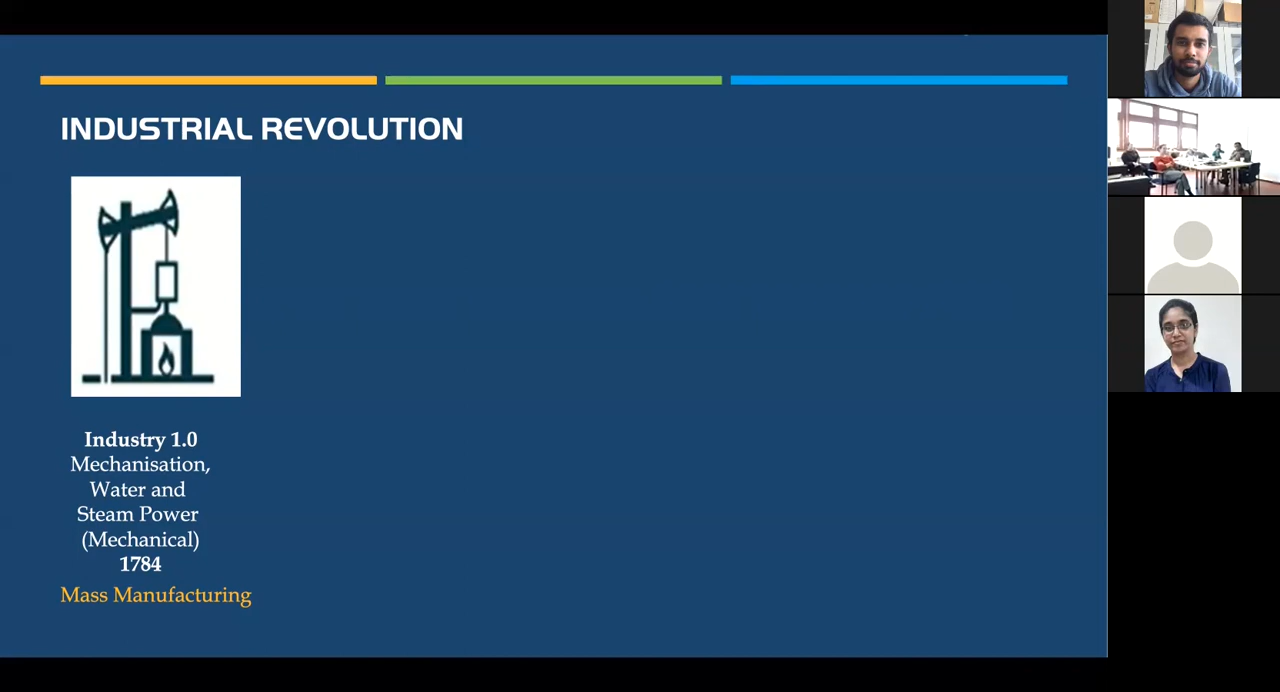 INDUSTRIAL REVOLUTION
Industry 1.0
Mechanisation,
Water and
Steam Power
(Mechanical)
1784
Mass Manufacturing